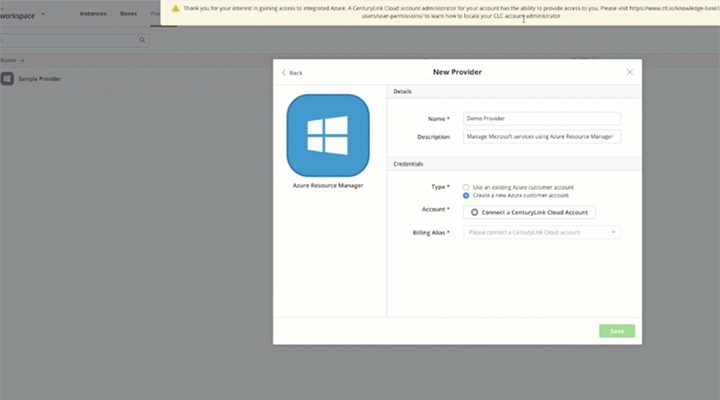 Thank you for your interest in gaining access to integrated Azure. A CenturyLink Cloud account administrator for your account has the ability to provide access to you. Please visit https://www.ctl.io/knowledge-base/
users/user-permissions/ to learn how to locate your CLC account administrator.
workspace Instances Boxes
Name
Sample Provider
Back New Provider
Details
Name * Demo Provider
Description Manage Microsoft services using Azure Resource Manager
Azure Resource Manager
Credentials
Type * Use an existing Azure customer account
Create a new Azure customer account
Account * Connect a CenturyLink Cloud Account
Billing Alias * Please connect a CenturyLink Cloud account
Save